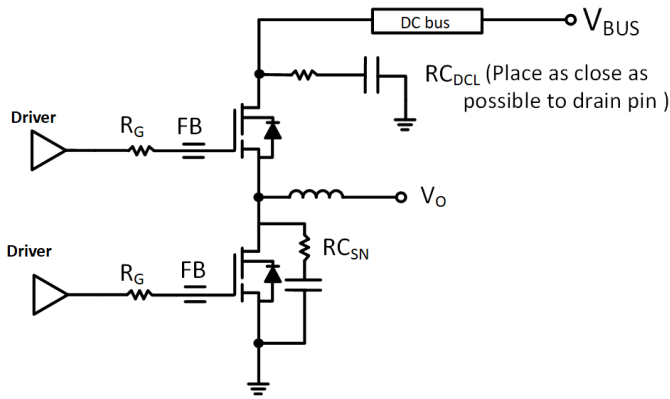 DC bus
VBUS
RCDCL (Place as close as
possible to drain pin )
Driver
RG
FB
VO
Driver
RG
FB
RCSN